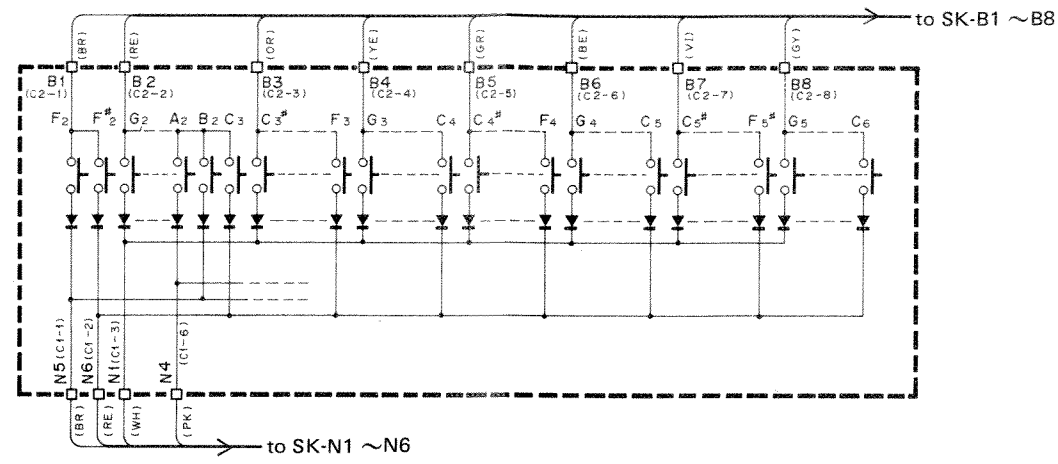 to SK-B1 ~B8
(BR) (RE) (OR) (YE) (GR) (BE) (VI) (GY)
B1 B2 B3 B4 B5 B6 B7 B8
(C2-1) (C2-2) (C2-3) (C2-4) (C2-5) (C2-6) (C2-7) (C2-8)
F2 F#2 G2 A2 B2 C3 C3# F3 G3 C4 C4# F4 G4 C5 C5# F5# G5 C6
N5(C1-1) N6(C1-2) N1(C1-3) N4(C1-6)
(BR) (RE) (WH) (PK)
to SK-N1 ~N6